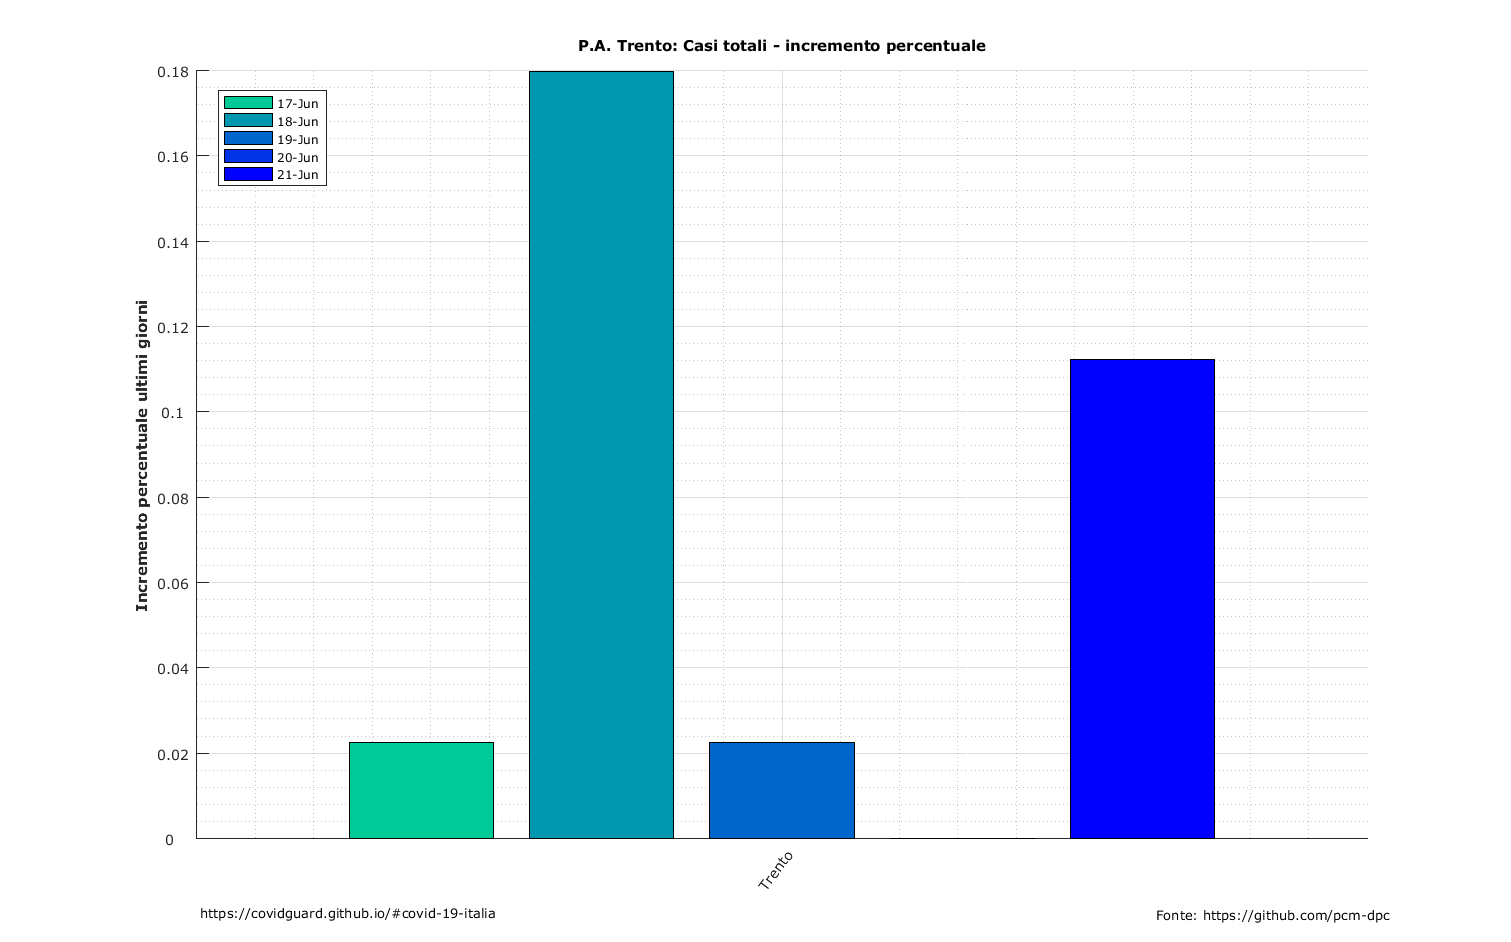 P.A. Trento: Casi totali - incremento percentuale
17-Jun
18-Jun
19-Jun
20-Jun
21-Jun
Incremento percentuale ultimi giorni
0.18
0.16
0.14
0.12
0.1
0.08
0.06
0.04
0.02
0
Trento
https://covidguard.github.io/#covid-19-italia
Fonte: https://github.com/pcm-dpc